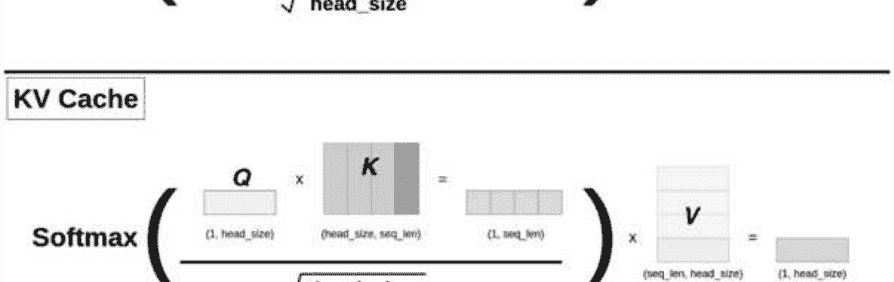 √ head_size
KV Cache
Q x K =
(1, head_size) (head_size, seq_len) (1, seq_len)
Softmax ( ) x V =
(seq_len, head_size) (1, head_size)